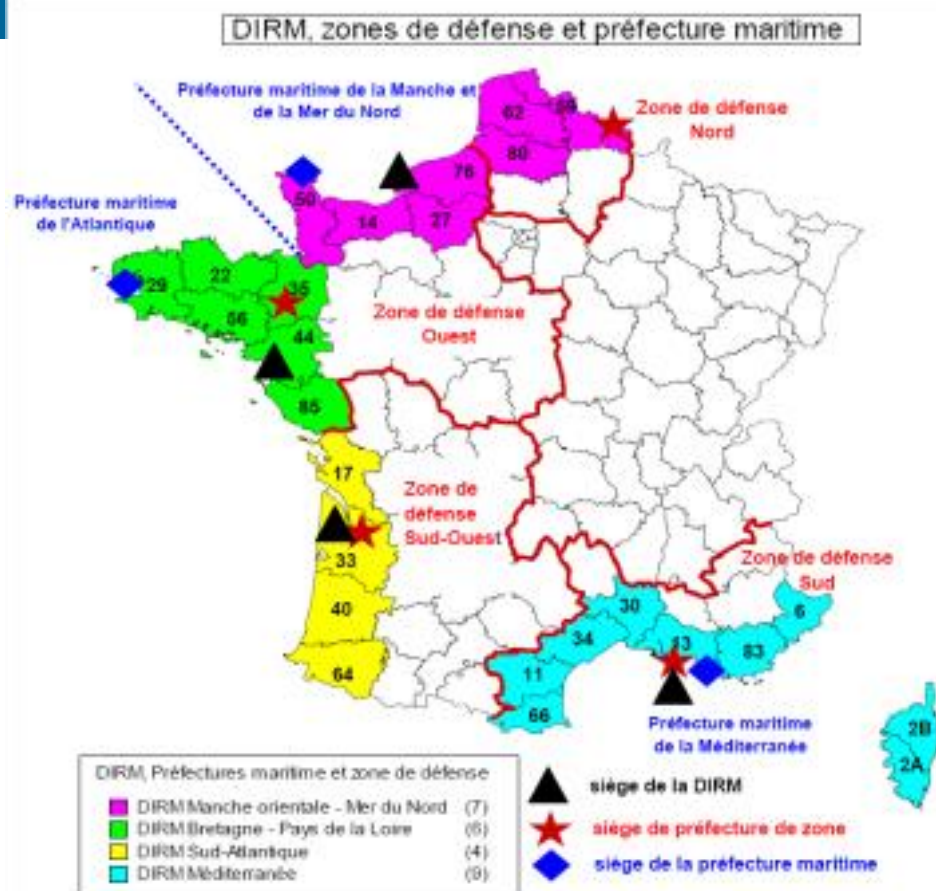 DIRM, zones de défense et préfecture maritime
Préfecture maritime de la Manche et
de la Mer du Nord
Zone de défense
Nord
Préfecture maritime
de l'Atlantique
62
80
76
50
14
27
29
22
35
56
44
85
Zone de défense
Ouest
17
Zone de
défense
Sud-Ouest
33
40
64
Zone de défense
Sud
30
34
13
6
83
11
66
Préfecture maritime
de la Méditerranée
2B
2A
DIRM, Préfectures maritime et zone de défense
DIRM Manche orientale - Mer du Nord (7)
DIRM Bretagne - Pays de la Loire (6)
DIRM Sud-Atlantique (4)
DIRM Méditerranée (9)
siège de la DIRM
siège de préfecture de zone
siège de la préfecture maritime